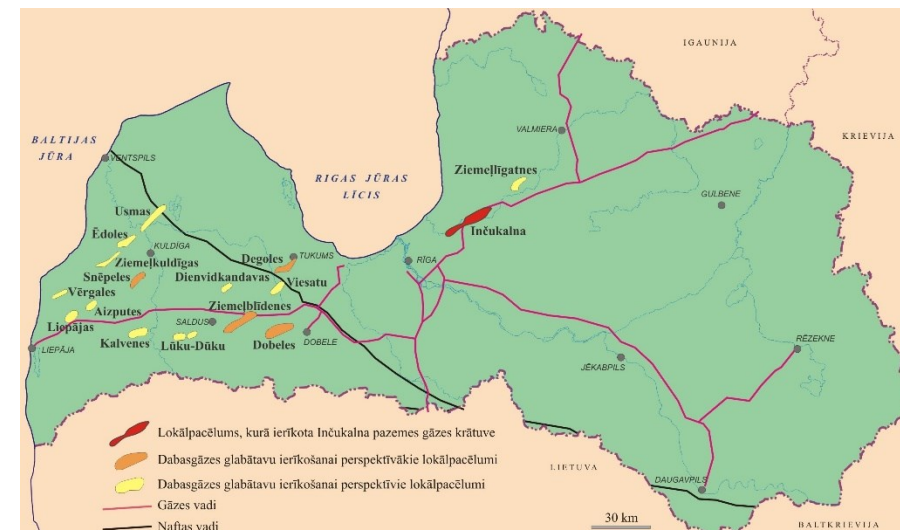 IGAUNIJA
BALTIJAS
JŪRA
VENTSPILS
RIGAS JŪRAS
LĪCIS
VALMIERA
KRIEVIJA
Ziemeļlīgatnes
GULBENE
Usmas
Inčukalna
Ēdoles
KULDĪGA
Ziemeļkuldīgas
Degoles
TUKUMS
RĪGA
Snēpeles
Dienvidkandavas
Viesatu
Vērgales
Aizputes
Ziemeļblīdenes
Liepājas
SALDUS
LIEPĀJA
Kalvenes
Lūku-Dūku
Dobeles
DOBELE
JĒKABPILS
RĒZEKNE
Lokālpacēlums, kurā ierīkota Inčukalna pazemes gāzes krātuve
Dabasgāzes glabātavu ierīkošanai perspektīvākie lokālpacēlumi
LIETUVA
Dabasgāzes glabātavu ierīkošanai perspektīvie lokālpacēlumi
DAUGAVPILS
Gāzes vadi
Naftas vadi
30 km
BALTKRIEVIJA